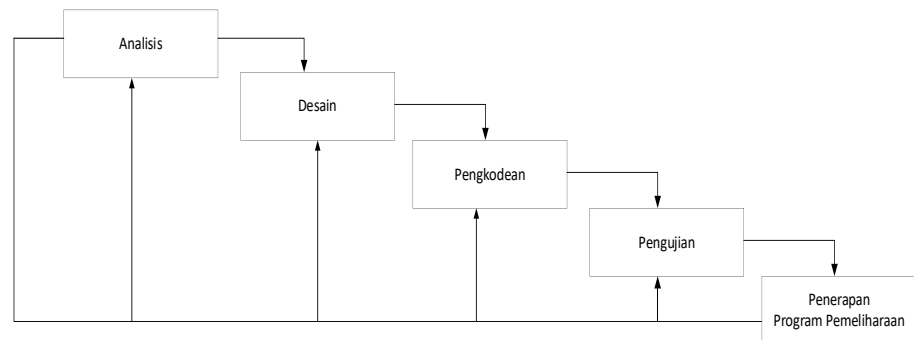 Analisis
Desain
Pengkodean
Pengujian
Penerapan
Program Pemeliharaan